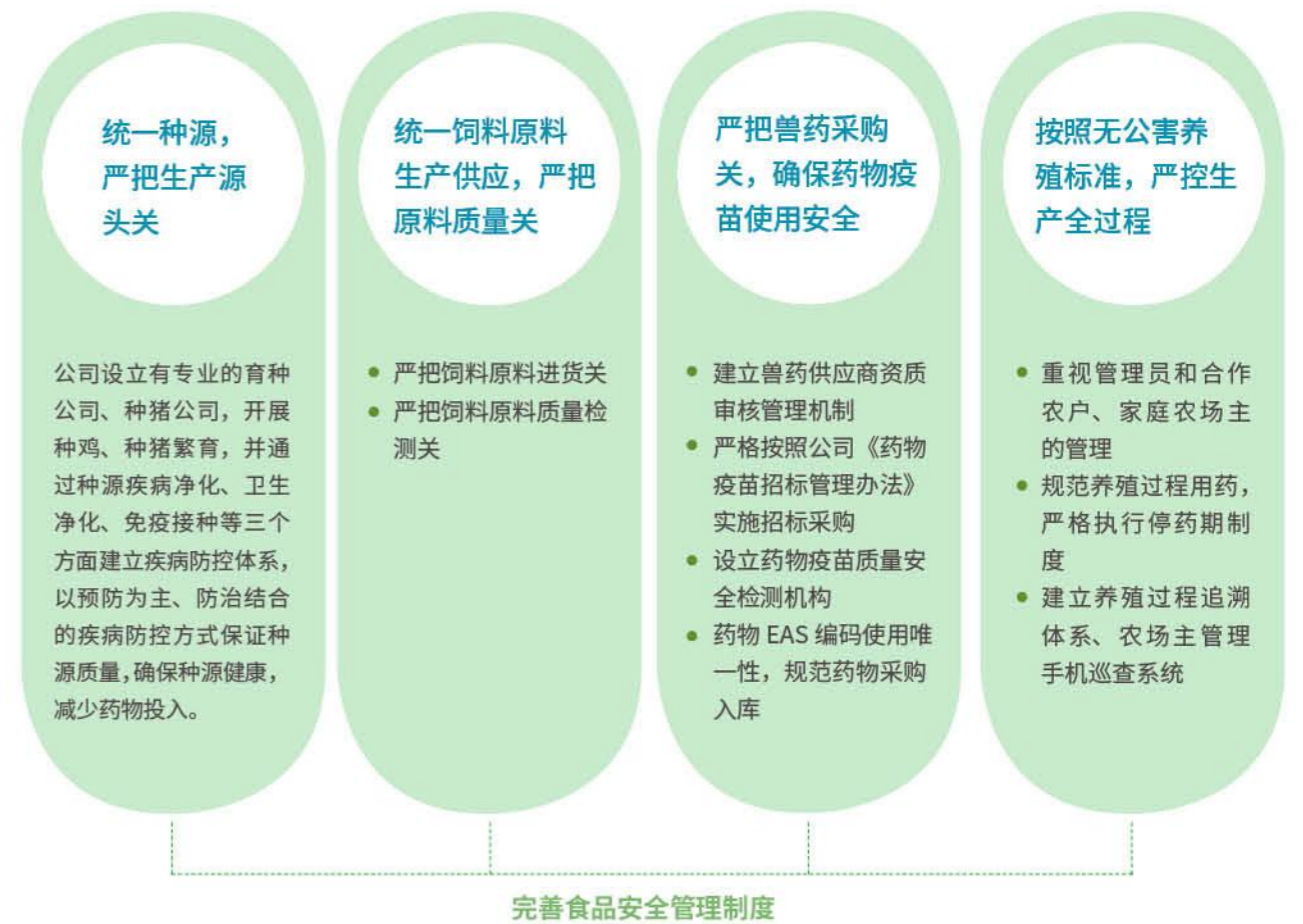 统一种源，
严把生产源
头关
公司设立有专业的育种
公司、种猪公司，开展
种鸡、种猪繁育，并通
过种源疾病净化、卫生
净化、免疫接种等三个
方面建立疾病防控体系，
以预防为主、防治结合
的疾病防控方式保证种
源质量，确保种源健康，
减少药物投入。
统一饲料原料
生产供应，严把
原料质量关
严把饲料原料进货关
严把饲料原料质量检
测关
严把兽药采购
关，确保药物疫
苗使用安全
建立兽药供应商资质
审核管理机制
严格按照公司《药物
疫苗招标管理办法》
实施招标采购
设立药物疫苗质量安
全检测机构
药物 EAS 编码使用唯
一性，规范药物采购
入库
按照无公害养
殖标准，严控生
产全过程
重视管理员和合作
农户、家庭农场主
的管理
规范养殖过程用药，
严格执行停药期制
度
建立养殖过程追溯
体系、农场主管理
手机巡查系统
完善食品安全管理制度